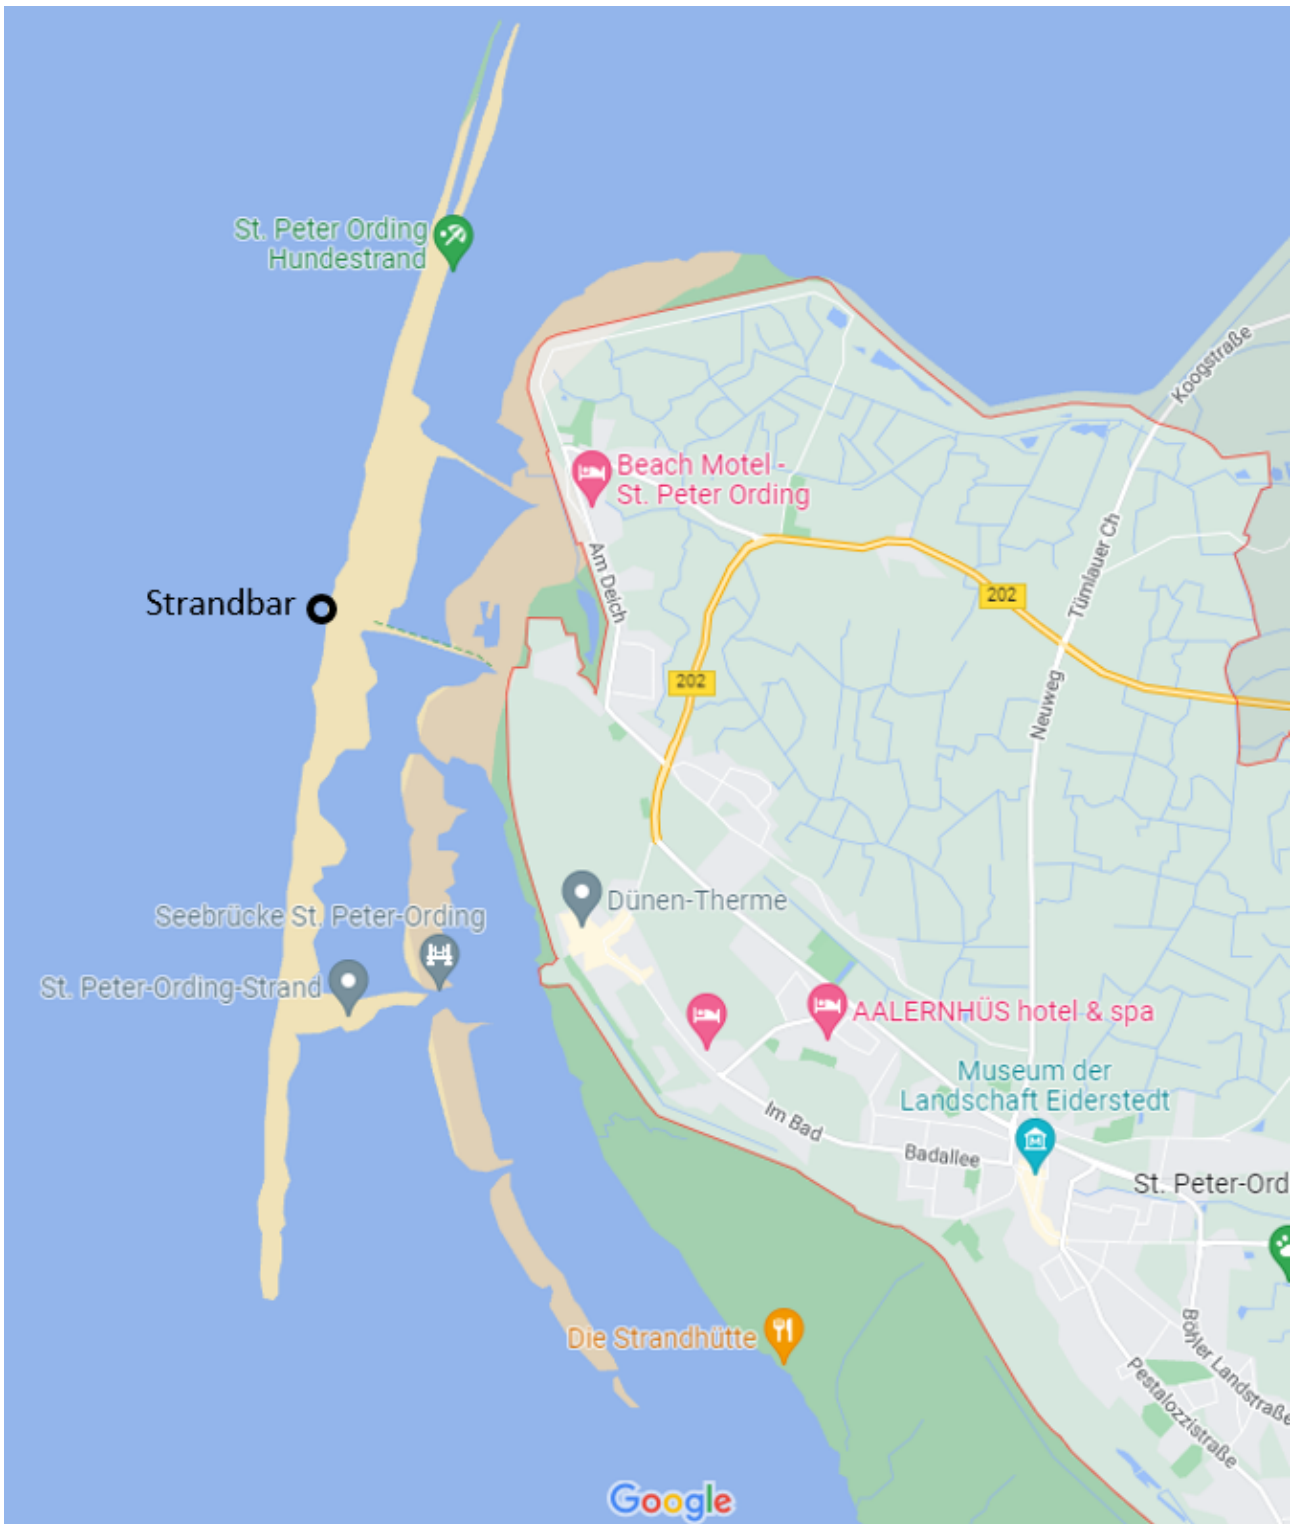 St. Peter Ording
Hundestrand
Koogstraße
Beach Motel -
St. Peter Ording
Am Deich
Tümlauer Ch
Strandbar
202
202
Neuweg
Dünen-Therme
Seebrücke St. Peter-Ording
St. Peter-Ording-Strand
AALERNHÜS hotel & spa
Museum der
Landschaft Eiderstedt
Im Bad
Badallee
St. Peter-Ord
Die Strandhütte
Böhler Landstraße
Pestalozzistraße
Google